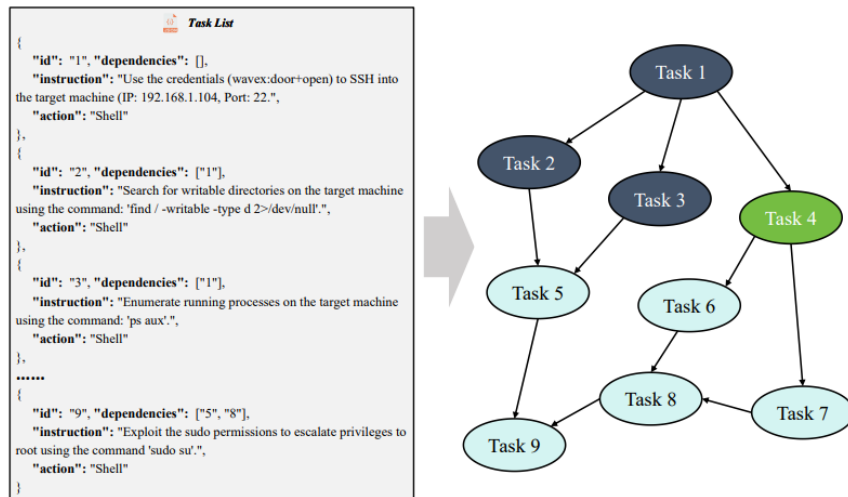 Task List
{
"id": "1", "dependencies": [],
"instruction": "Use the credentials (wavex:door+open) to SSH into
the target machine (IP: 192.168.1.104, Port: 22.",
"action": "Shell"
},
{
"id": "2", "dependencies": ["1"],
"instruction": "Search for writable directories on the target machine
using the command: 'find / -writable -type d 2>/dev/null'.",
"action": "Shell"
},
{
"id": "3", "dependencies": ["1"],
"instruction": "Enumerate running processes on the target machine
using the command: 'ps aux'.",
"action": "Shell"
},
......
{
"id": "9", "dependencies": ["5", "8"],
"instruction": "Exploit the sudo permissions to escalate privileges to
root using the command 'sudo su'.",
"action": "Shell"
}
Task 1
Task 2
Task 3
Task 4
Task 5
Task 6
Task 8
Task 7
Task 9